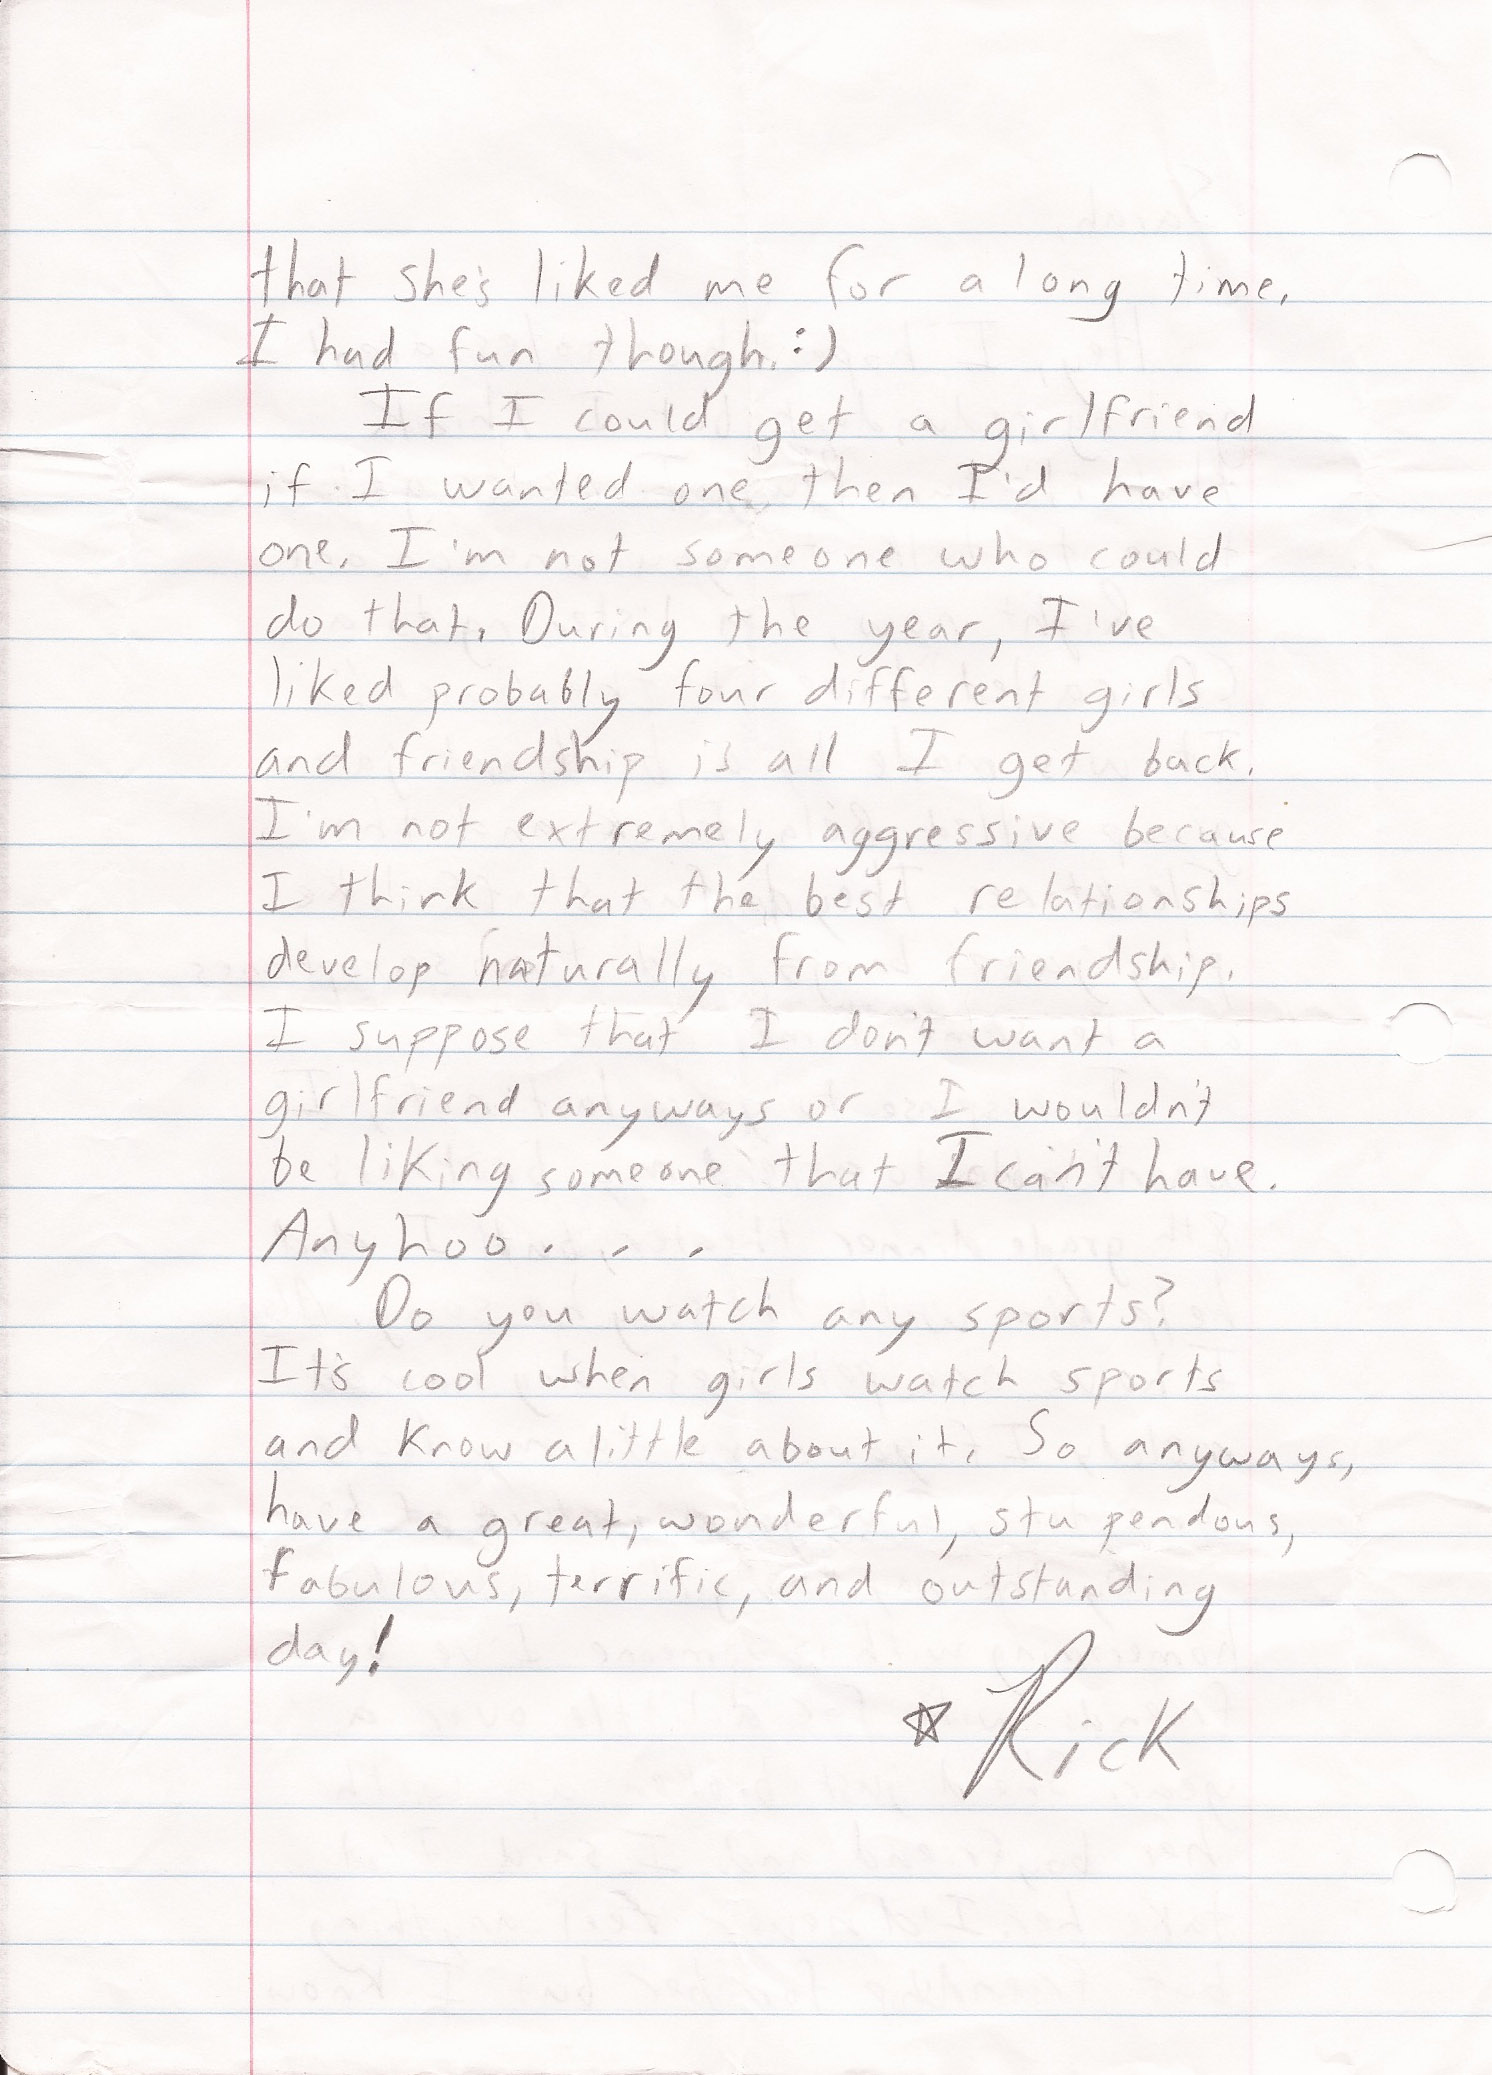 that she's liked me for a long time.
I had fun though. :)
If I could get a girlfriend
if I wanted one, then I'd have
one. I'm not someone who could
do that. During the year, I've
liked probably four different girls
and friendship is all I get back.
I'm not extremely aggressive because
I think that the best relationships
develop naturally from friendship.
I suppose that I don't want a
girlfriend anyways or I wouldn't
be liking someone that I can't have.
Anyhoo. . .
Do you watch any sports?
It's cool when girls watch sports
and know a little about it. So anyways,
have a great, wonderful, stupendous,
fabulous, terrific, and outstanding
day!
☆ Rick